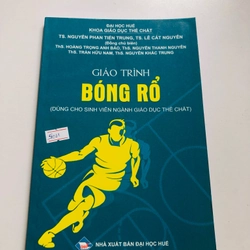 ĐẠI HỌC HUẾ
KHOA GIÁO DỤC THỂ CHẤT
TS. NGUYỄN PHAN TIẾN TRUNG, TS. LÊ CÁT NGUYÊN
(Đồng chủ biên)
ThS. HOÀNG TRỌNG ANH BẢO, ThS. NGUYỄN THANH NGUYÊN
ThS. TRẦN HỮU NAM, ThS. NGUYỄN KHẮC TRUNG
GIÁO TRÌNH
BÓNG RỔ
(DÙNG CHO SINH VIÊN NGÀNH GIÁO DỤC THỂ CHẤT)
NHÀ XUẤT BẢN ĐẠI HỌC HUẾ